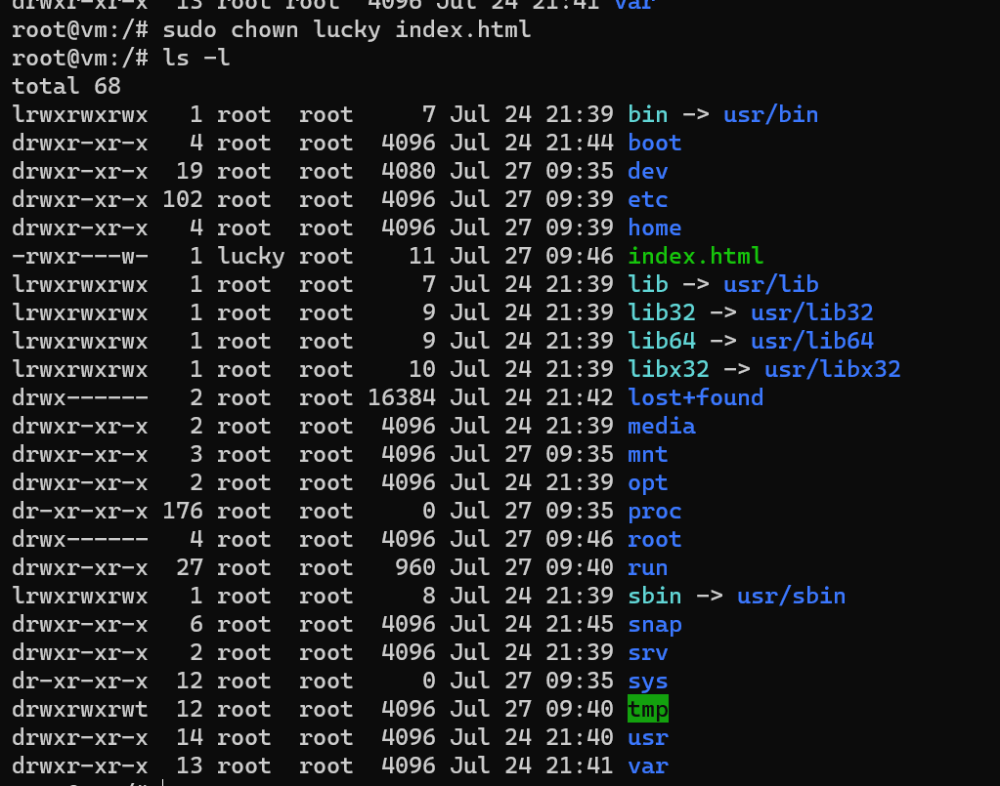 drwxr-xr-x  13 root root  4096 Jul 24 21:41 var
root@vm:/# sudo chown lucky index.html
root@vm:/# ls -l
total 68
lrwxrwxrwx   1 root  root     7 Jul 24 21:39 bin -> usr/bin
drwxr-xr-x   4 root  root  4096 Jul 24 21:44 boot
drwxr-xr-x  19 root  root  4080 Jul 27 09:35 dev
drwxr-xr-x 102 root  root  4096 Jul 27 09:39 etc
drwxr-xr-x   4 root  root  4096 Jul 27 09:39 home
-rwxr---w-   1 lucky root    11 Jul 27 09:46 index.html
lrwxrwxrwx   1 root  root     7 Jul 24 21:39 lib -> usr/lib
lrwxrwxrwx   1 root  root     9 Jul 24 21:39 lib32 -> usr/lib32
lrwxrwxrwx   1 root  root     9 Jul 24 21:39 lib64 -> usr/lib64
lrwxrwxrwx   1 root  root    10 Jul 24 21:39 libx32 -> usr/libx32
drwx------   2 root  root 16384 Jul 24 21:42 lost+found
drwxr-xr-x   2 root  root  4096 Jul 24 21:39 media
drwxr-xr-x   3 root  root  4096 Jul 27 09:35 mnt
drwxr-xr-x   2 root  root  4096 Jul 24 21:39 opt
dr-xr-xr-x 176 root  root     0 Jul 27 09:35 proc
drwx------   4 root  root  4096 Jul 27 09:46 root
drwxr-xr-x  27 root  root   960 Jul 27 09:40 run
lrwxrwxrwx   1 root  root     8 Jul 24 21:39 sbin -> usr/sbin
drwxr-xr-x   6 root  root  4096 Jul 24 21:45 snap
drwxr-xr-x   2 root  root  4096 Jul 24 21:39 srv
dr-xr-xr-x  12 root  root     0 Jul 27 09:35 sys
drwxrwxrwt  12 root  root  4096 Jul 27 09:40 tmp
drwxr-xr-x  14 root  root  4096 Jul 24 21:40 usr
drwxr-xr-x  13 root  root  4096 Jul 24 21:41 var